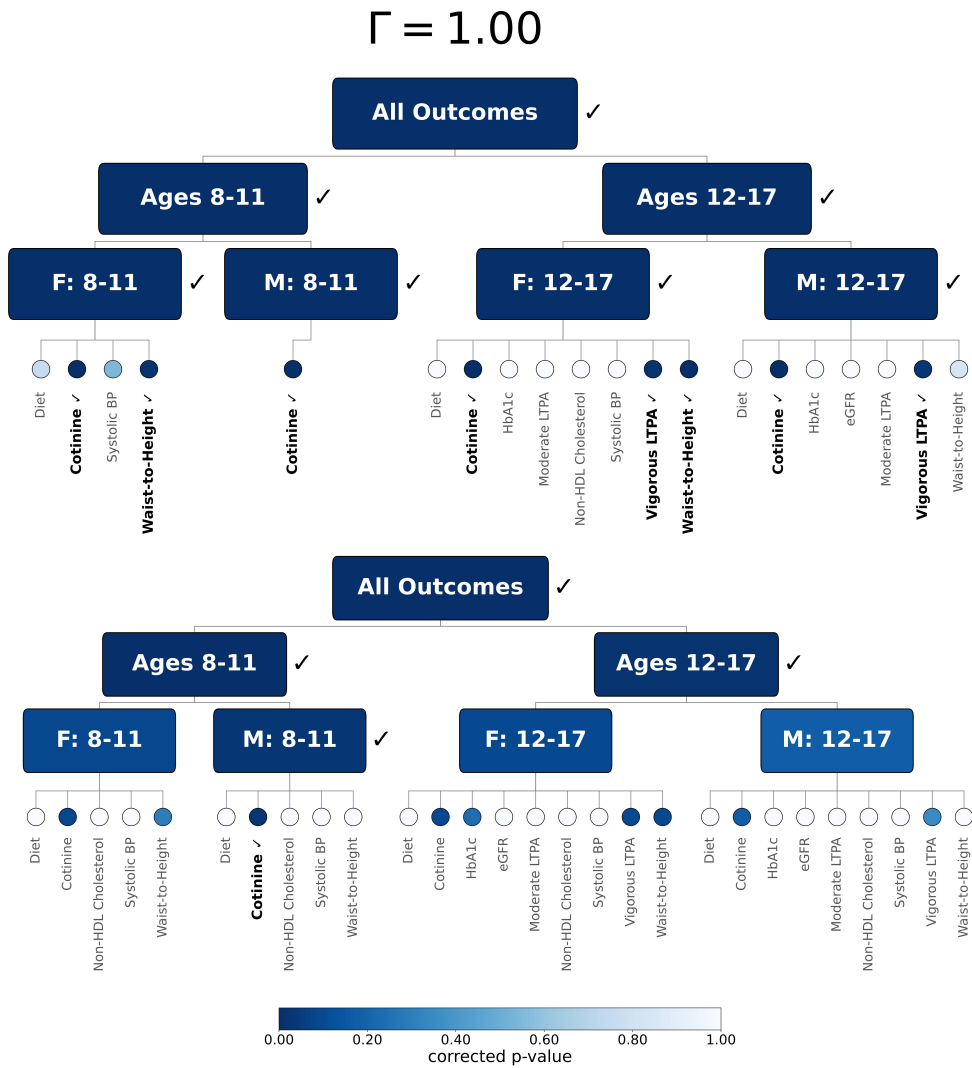 Γ = 1.00
All Outcomes ✓
Ages 8-11 ✓
Ages 12-17 ✓
F: 8-11 ✓
M: 8-11 ✓
F: 12-17 ✓
M: 12-17 ✓
Diet
Cotinine ✓
Systolic BP
Waist-to-Height ✓
Cotinine ✓
Diet
Cotinine ✓
HbA1c
Moderate LTPA
Non-HDL Cholesterol
Systolic BP
Vigorous LTPA ✓
Waist-to-Height ✓
Diet
Cotinine ✓
HbA1c
eGFR
Moderate LTPA
Vigorous LTPA ✓
Waist-to-Height
All Outcomes ✓
Ages 8-11 ✓
Ages 12-17 ✓
F: 8-11
M: 8-11 ✓
F: 12-17
M: 12-17
Diet
Cotinine
Non-HDL Cholesterol
Systolic BP
Waist-to-Height
Diet
Cotinine ✓
Non-HDL Cholesterol
Systolic BP
Waist-to-Height
Diet
Cotinine
HbA1c
eGFR
Moderate LTPA
Non-HDL Cholesterol
Systolic BP
Vigorous LTPA
Waist-to-Height
Diet
Cotinine
HbA1c
eGFR
Moderate LTPA
Non-HDL Cholesterol
Systolic BP
Vigorous LTPA
Waist-to-Height
0.00 0.20 0.40 0.60 0.80 1.00
corrected p-value